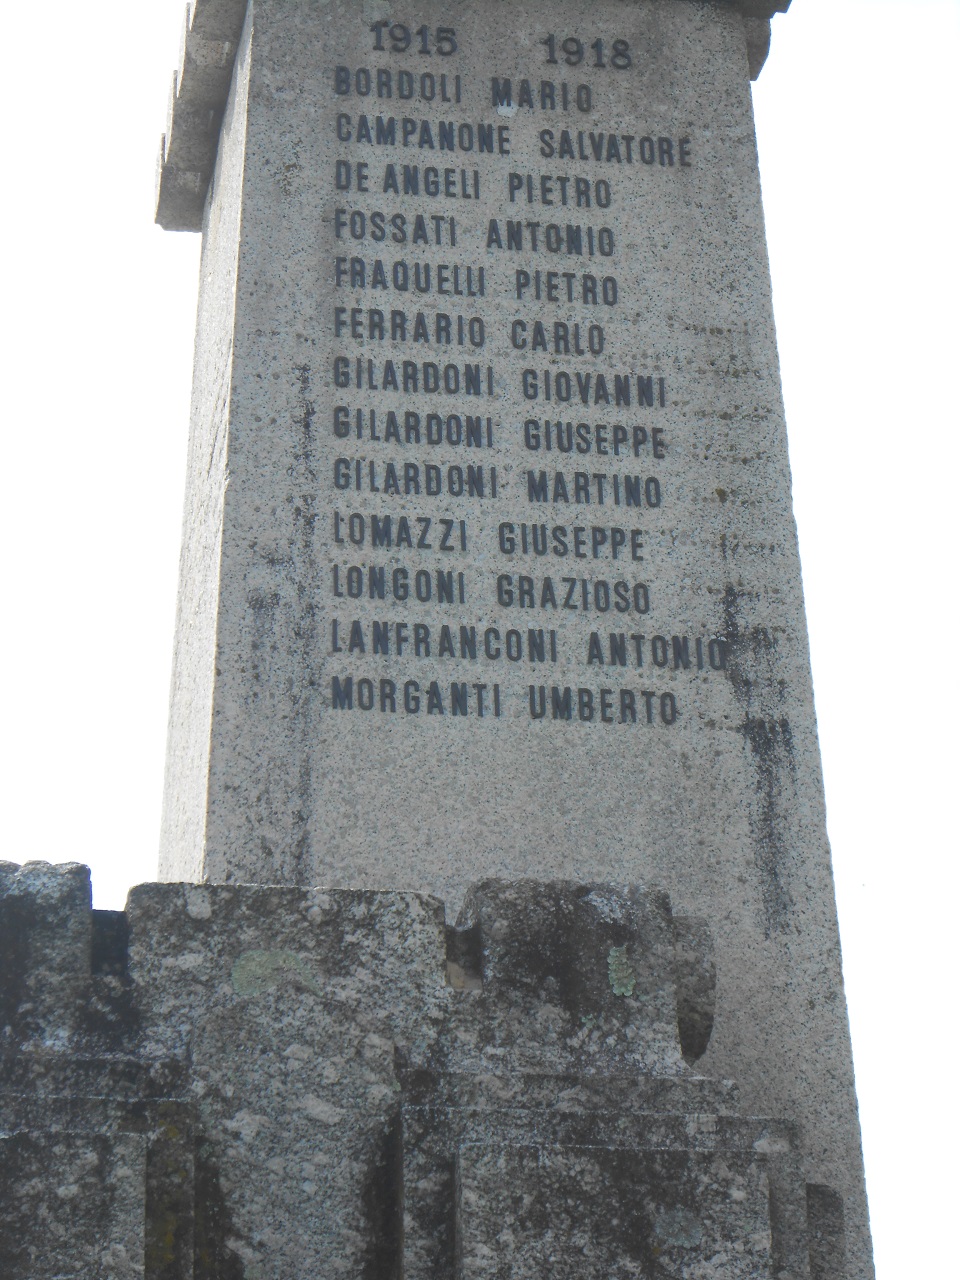 1915 1918
BORDOLI MARIO
CAMPANONE SALVATORE
DE ANGELI PIETRO
FOSSATI ANTONIO
FRAQUELLI PIETRO
FERRARIO CARLO
GILARDONI GIOVANNI
GILARDONI GIUSEPPE
GILARDONI MARTINO
LOMAZZI GIUSEPPE
LONGONI GRAZIOSO
LANFRANCONI ANTONIO
MORGANTI UMBERTO